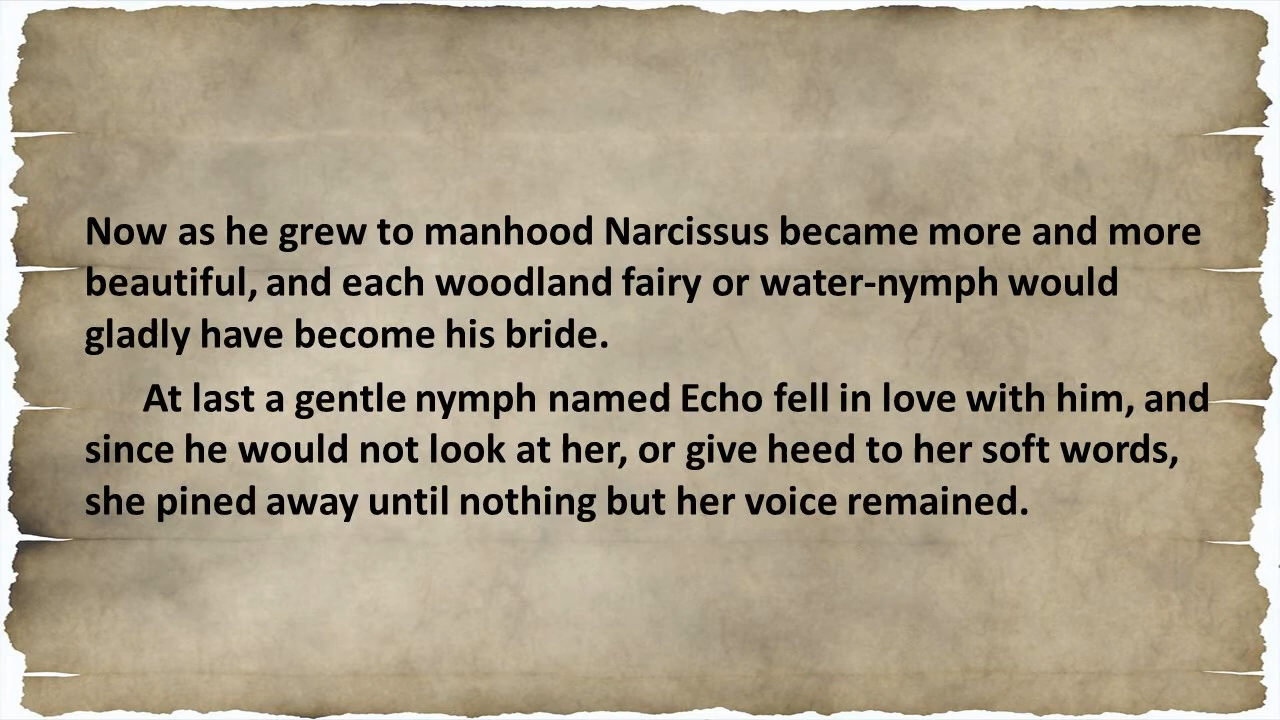 Now as he grew to manhood Narcissus became more and more
beautiful, and each woodland fairy or water-nymph would
gladly have become his bride.
At last a gentle nymph named Echo fell in love with him, and
since he would not look at her, or give heed to her soft words,
she pined away until nothing but her voice remained.